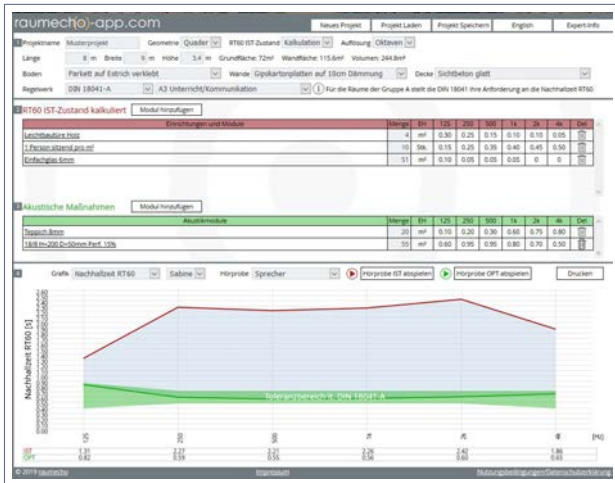 raumech(o)-app.com
Neues Projekt Projekt Laden Projekt Speichern English Expert-Info
1 Projektname Musterprojekt Geometrie Quader RT60 IST-Zustand Kalkulation Auflösung Oktaven
Länge 8 m Breite 9 m Höhe 3.4 m Grundfläche: 72m² Wandfläche: 115.6m² Volumen: 244.8m³
Boden Parkett auf Estrich verklebt Wände Gipskartonplatten auf 10cm Dämmung Decke Sichtbeton glatt
Regelwerk DIN 18041-A A3 Unterricht/Kommunikation Für die Räume der Gruppe A stellt die DIN 18041 ihre Anforderung an die Nachhallzeit RT60
2 RT60 IST-Zustand kalkuliert Modul hinzufügen
Einrichtungen und Module Menge EH 125 250 500 1k 2k 4k Del
Leichtbautüre Holz 4 m² 0.30 0.25 0.15 0.10 0.10 0.05
1 Person sitzend pro m² 10 Stk. 0.15 0.25 0.35 0.40 0.45 0.50
Einfachglas 6mm 51 m² 0.10 0.05 0.05 0.05 0 0
3 Akustische Maßnahmen Modul hinzufügen
Akustikmodule Menge EH 125 250 500 1k 2k 4k Del
Teppich 8mm 20 m² 0.10 0.20 0.30 0.60 0.75 0.80
18/8 H=200 D=50mm Perf. 15% 55 m² 0.60 0.95 0.95 0.80 0.70 0.50
4 Grafik Nachhallzeit RT60 Sabine Hörprobe Sprecher Hörprobe IST abspielen Hörprobe OPT abspielen Drucken
Nachhallzeit RT60 [s]
Toleranzbereich lt. DIN 18041-A
125 250 500 1k 2k 4k [Hz]
IST 1.31 2.27 2.21 2.26 2.42 1.86
OPT 0.82 0.59 0.55 0.56 0.60 0.65
© 2019 raumecho Impressum Nutzungsbedingungen/Datenschutzerklärung